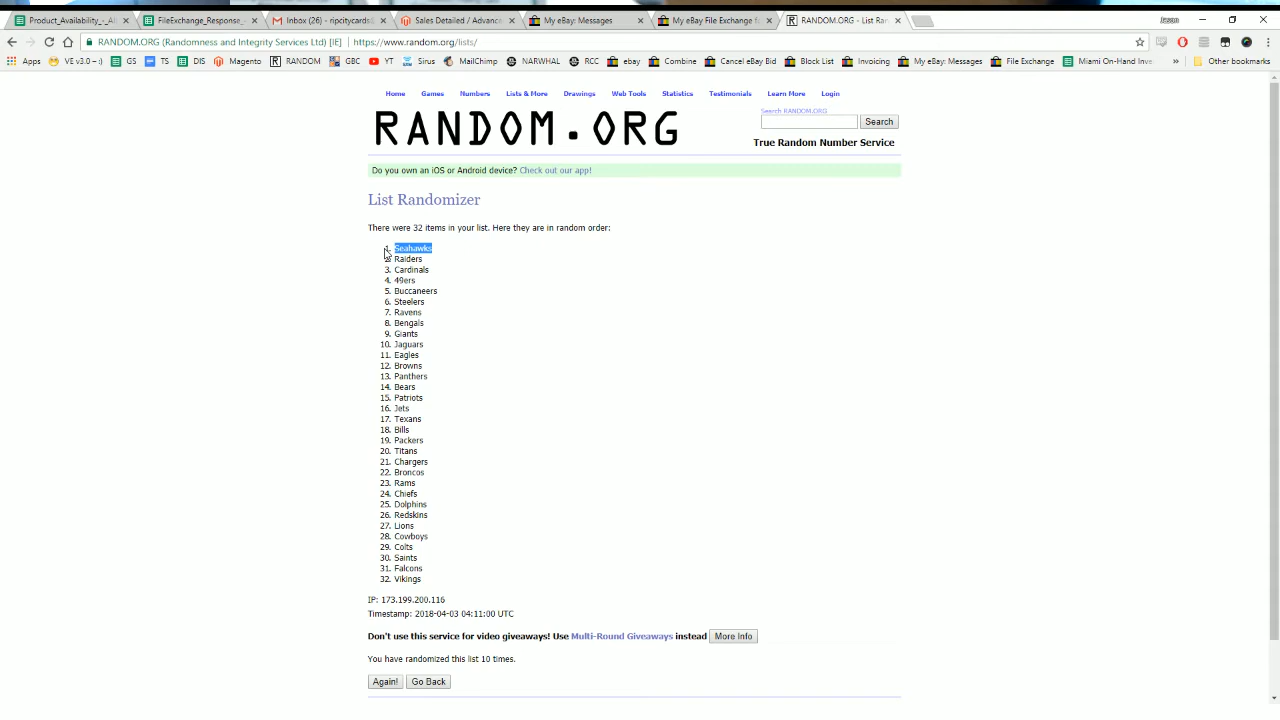 Product_Availability_-_Al
FileExchange_Response_
Inbox (26) - ripcitycards&
Sales Detailed / Advance
My eBay: Messages
My eBay File Exchange fo
RANDOM.ORG - List Ran
RANDOM.ORG (Randomness and Integrity Services Ltd) [IE] https://www.random.org/lists/
Apps VE v3.0 -:-) GS TS DIS Magento RANDOM GBC YT Sirus MailChimp NARWHAL RCC ebay Combine Cancel eBay Bid Block List Invoicing My eBay: Messages File Exchange Miami On-Hand Inve » Other bookmarks
Home Games Numbers Lists & More Drawings Web Tools Statistics Testimonials Learn More Login
Search RANDOM.ORG
RANDOM.ORG
Search
True Random Number Service
Do you own an iOS or Android device? Check out our app!
List Randomizer
There were 32 items in your list. Here they are in random order:
1. Seahawks
2. Raiders
3. Cardinals
4. 49ers
5. Buccaneers
6. Steelers
7. Ravens
8. Bengals
9. Giants
10. Jaguars
11. Eagles
12. Browns
13. Panthers
14. Bears
15. Patriots
16. Jets
17. Texans
18. Bills
19. Packers
20. Titans
21. Chargers
22. Broncos
23. Rams
24. Chiefs
25. Dolphins
26. Redskins
27. Lions
28. Cowboys
29. Colts
30. Saints
31. Falcons
32. Vikings
IP: 173.199.200.116
Timestamp: 2018-04-03 04:11:00 UTC
Don't use this service for video giveaways! Use Multi-Round Giveaways instead More Info
You have randomized this list 10 times.
Again! Go Back